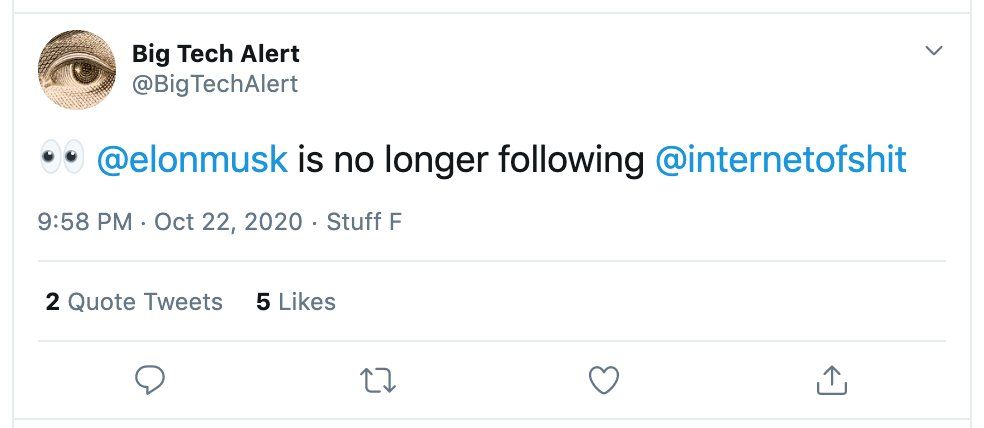 Big Tech Alert
@BigTechAlert
👀 @elonmusk is no longer following @internetofshit
9:58 PM · Oct 22, 2020 · Stuff F
2 Quote Tweets 5 Likes